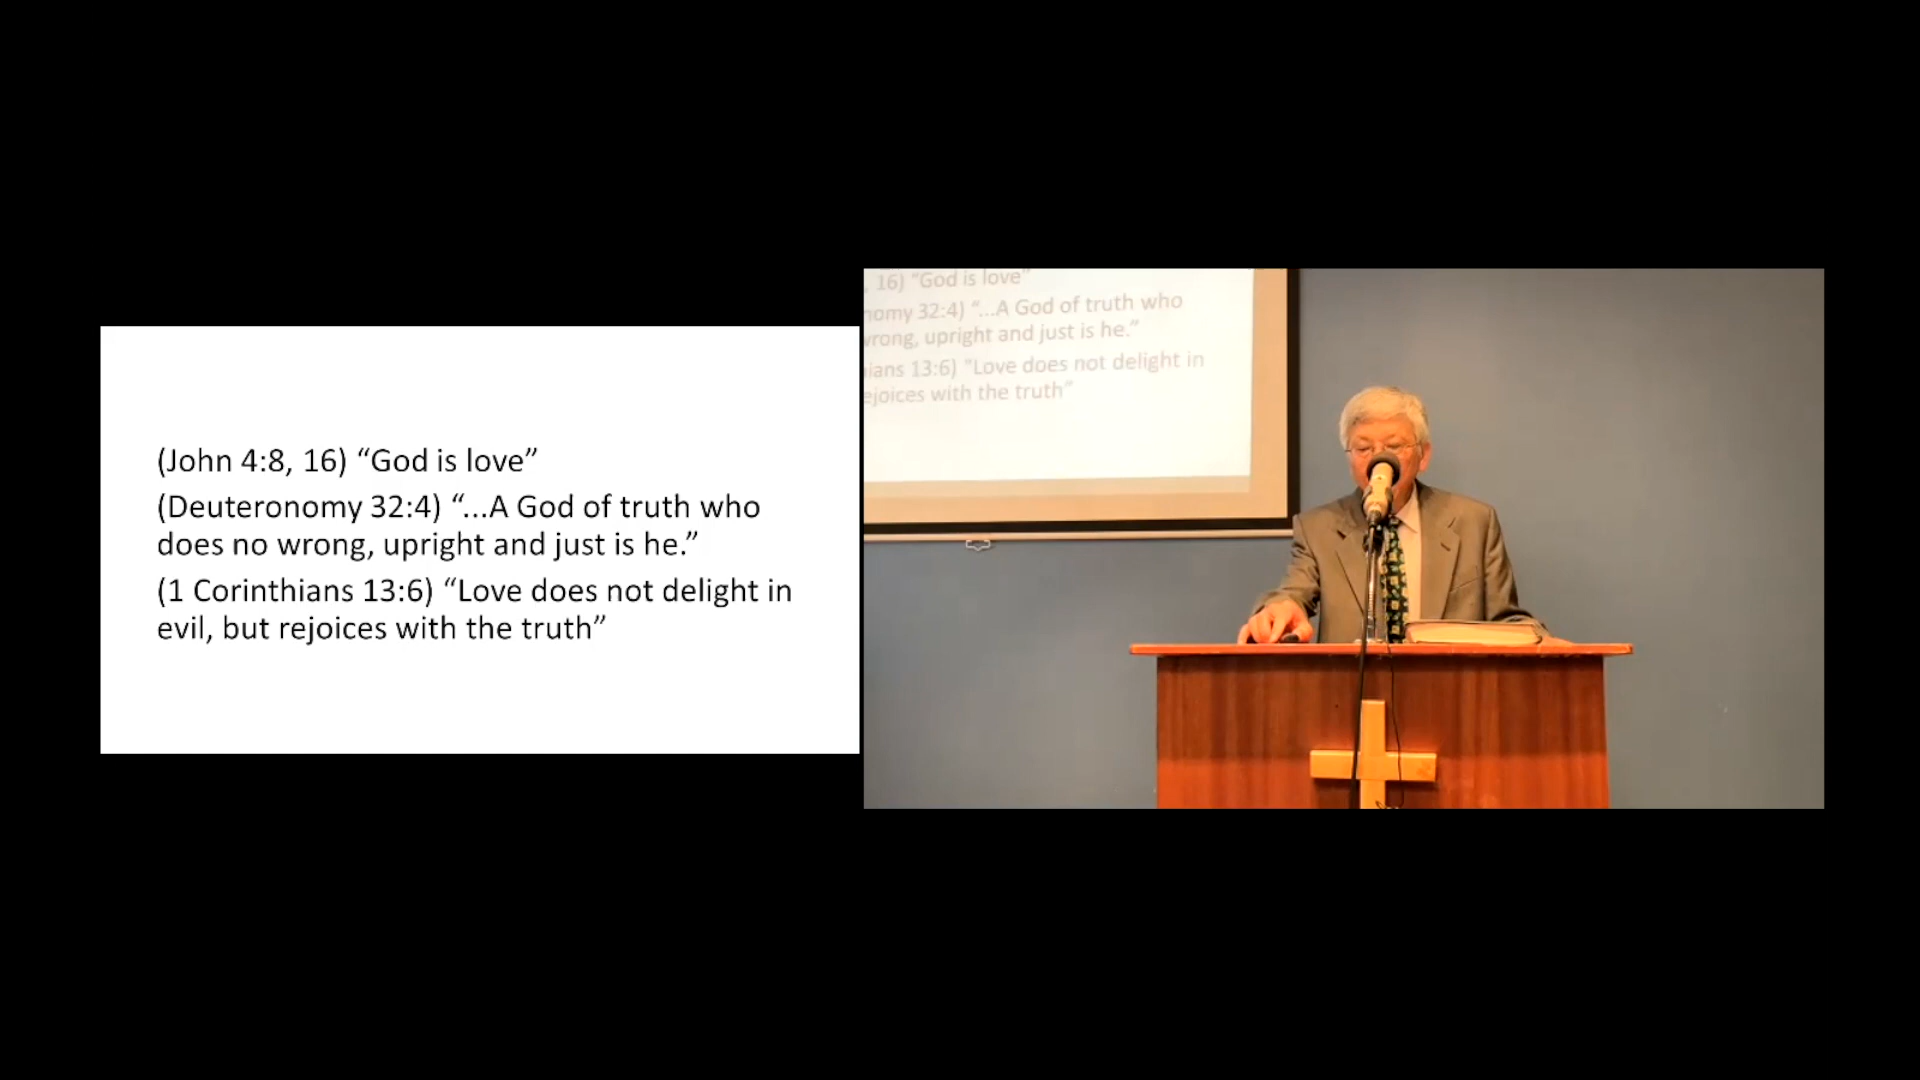 (John 4:8, 16) “God is love”
(Deuteronomy 32:4) “...A God of truth who
does no wrong, upright and just is he.”
(1 Corinthians 13:6) “Love does not delight in
evil, but rejoices with the truth”
, 16) “God is love”
nomy 32:4) “...A God of truth who
wrong, upright and just is he.”
ians 13:6) “Love does not delight in
ejoices with the truth”